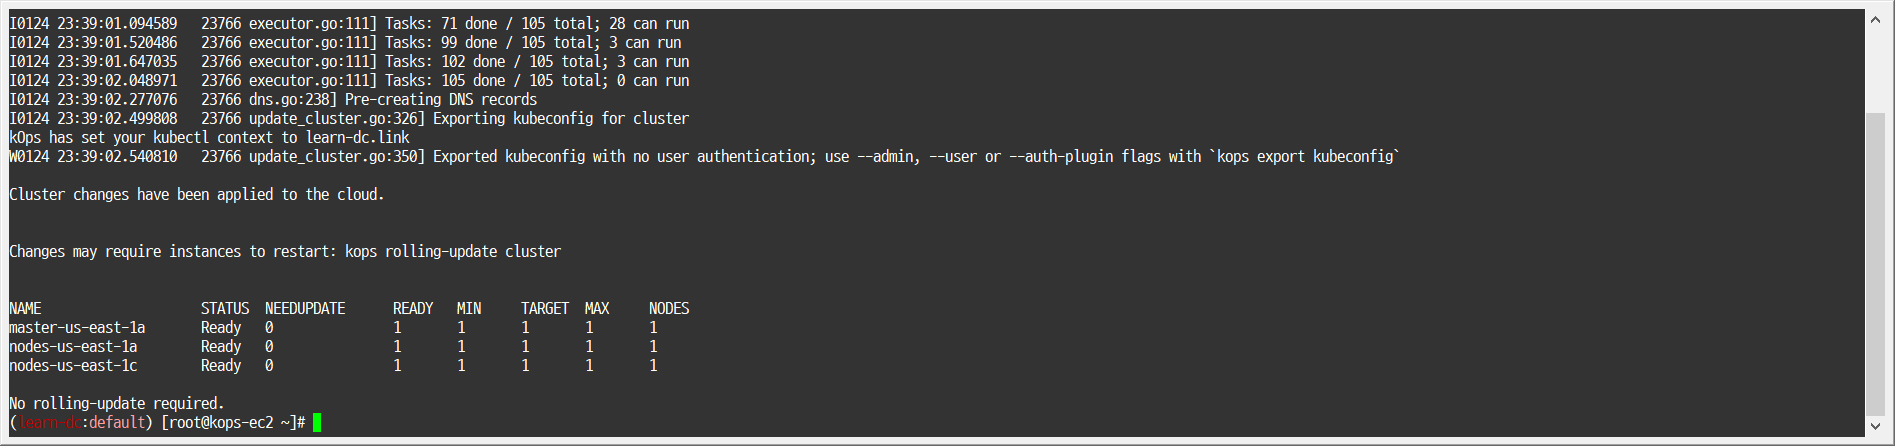 I0124 23:39:01.094589   23766 executor.go:111] Tasks: 71 done / 105 total; 28 can run
I0124 23:39:01.520486   23766 executor.go:111] Tasks: 99 done / 105 total; 3 can run
I0124 23:39:01.647035   23766 executor.go:111] Tasks: 102 done / 105 total; 3 can run
I0124 23:39:02.048971   23766 executor.go:111] Tasks: 105 done / 105 total; 0 can run
I0124 23:39:02.277076   23766 dns.go:238] Pre-creating DNS records
I0124 23:39:02.499808   23766 update_cluster.go:326] Exporting kubeconfig for cluster
kOps has set your kubectl context to learn-dc.link
W0124 23:39:02.540810   23766 update_cluster.go:350] Exported kubeconfig with no user authentication; use --admin, --user or --auth-plugin flags with `kops export kubeconfig`
Cluster changes have been applied to the cloud.
Changes may require instances to restart: kops rolling-update cluster
NAME                    STATUS  NEEDUPDATE      READY   MIN     TARGET  MAX     NODES
master-us-east-1a       Ready   0               1       1       1       1       1
nodes-us-east-1a        Ready   0               1       1       1       1       1
nodes-us-east-1c        Ready   0               1       1       1       1       1
No rolling-update required.
(learn-dc:default) [root@kops-ec2 ~]#